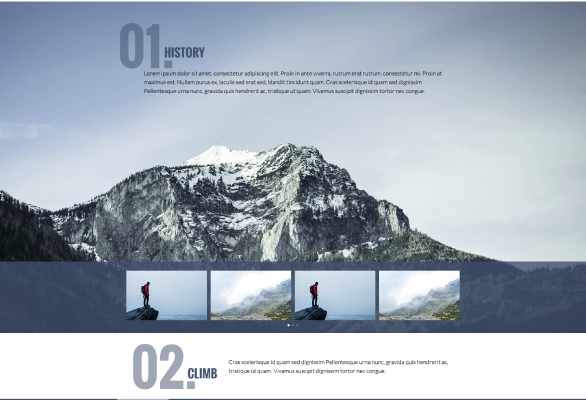 01. HISTORY
Lorem ipsum dolor sit amet, consectetur adipiscing elit. Proin in ante viverra, rutrum erat rutrum, consectetur mi. Proin at
maximus est. Nullam purus ex, iaculis sed erat sed, blandit tincidunt quam. Cras scelerisque id quam sed dignissim
Pellentesque urna nunc, gravida quis hendrerit ac, tristique ut quam. Vivamus suscipit dignissim tortor nec congue.
02. CLIMB
Cras scelerisque id quam sed dignissim Pellentesque urna nunc, gravida quis hendrerit ac,
tristique ut quam. Vivamus suscipit dignissim tortor nec congue.